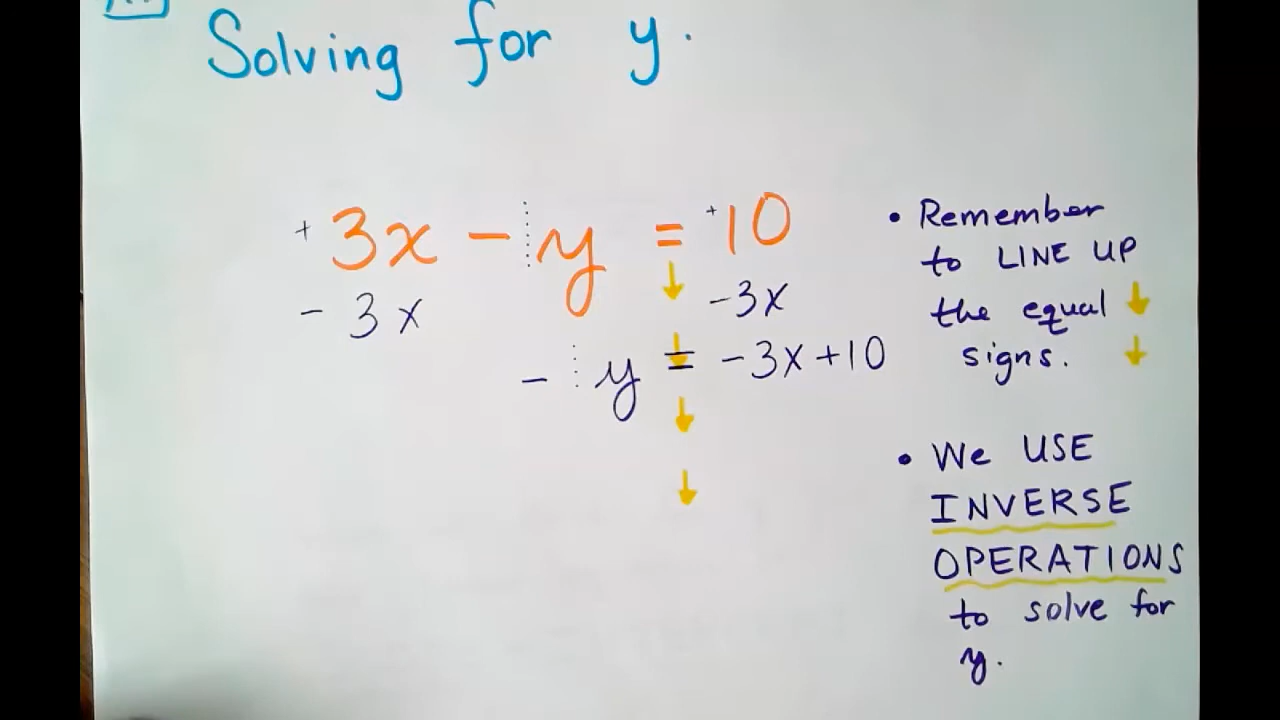 Solving for y.
+3x - y = +10
- 3x -3x
- y = -3x+10
• Remember
to LINE UP
the equal
signs.
• We USE
INVERSE
OPERATIONS
to solve for
y.